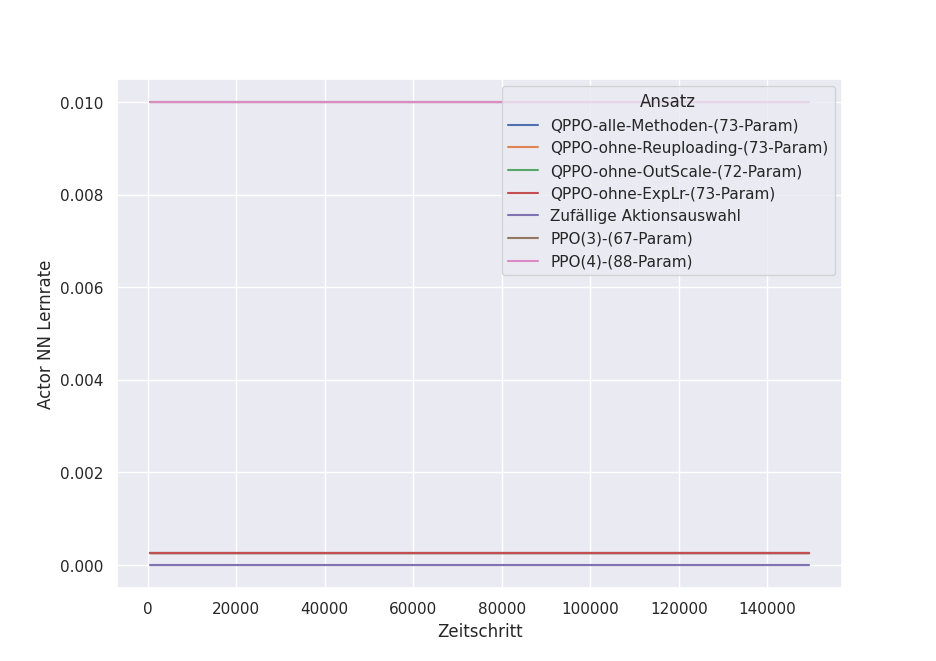 0.010
0.008
0.006
0.004
0.002
0.000
Actor NN Lernrate
Ansatz
QPPO-alle-Methoden-(73-Param)
QPPO-ohne-Reuploading-(73-Param)
QPPO-ohne-OutScale-(72-Param)
QPPO-ohne-ExpLr-(73-Param)
Zufällige Aktionsauswahl
PPO(3)-(67-Param)
PPO(4)-(88-Param)
0 20000 40000 60000 80000 100000 120000 140000
Zeitschritt